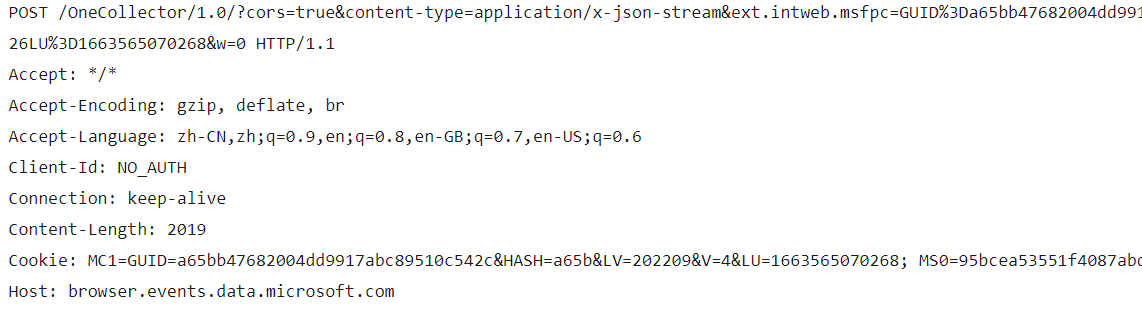 POST /OneCollector/1.0/?cors=true&content-type=application/x-json-stream&ext.intweb.msfpc=GUID%3Da65bb47682004dd991
26LU%3D1663565070268&w=0 HTTP/1.1
Accept: */*
Accept-Encoding: gzip, deflate, br
Accept-Language: zh-CN,zh;q=0.9,en;q=0.8,en-GB;q=0.7,en-US;q=0.6
Client-Id: NO_AUTH
Connection: keep-alive
Content-Length: 2019
Cookie: MC1=GUID=a65bb47682004dd9917abc89510c542c&HASH=a65b&LV=202209&V=4&LU=1663565070268; MS0=95bcea53551f4087abc
Host: browser.events.data.microsoft.com